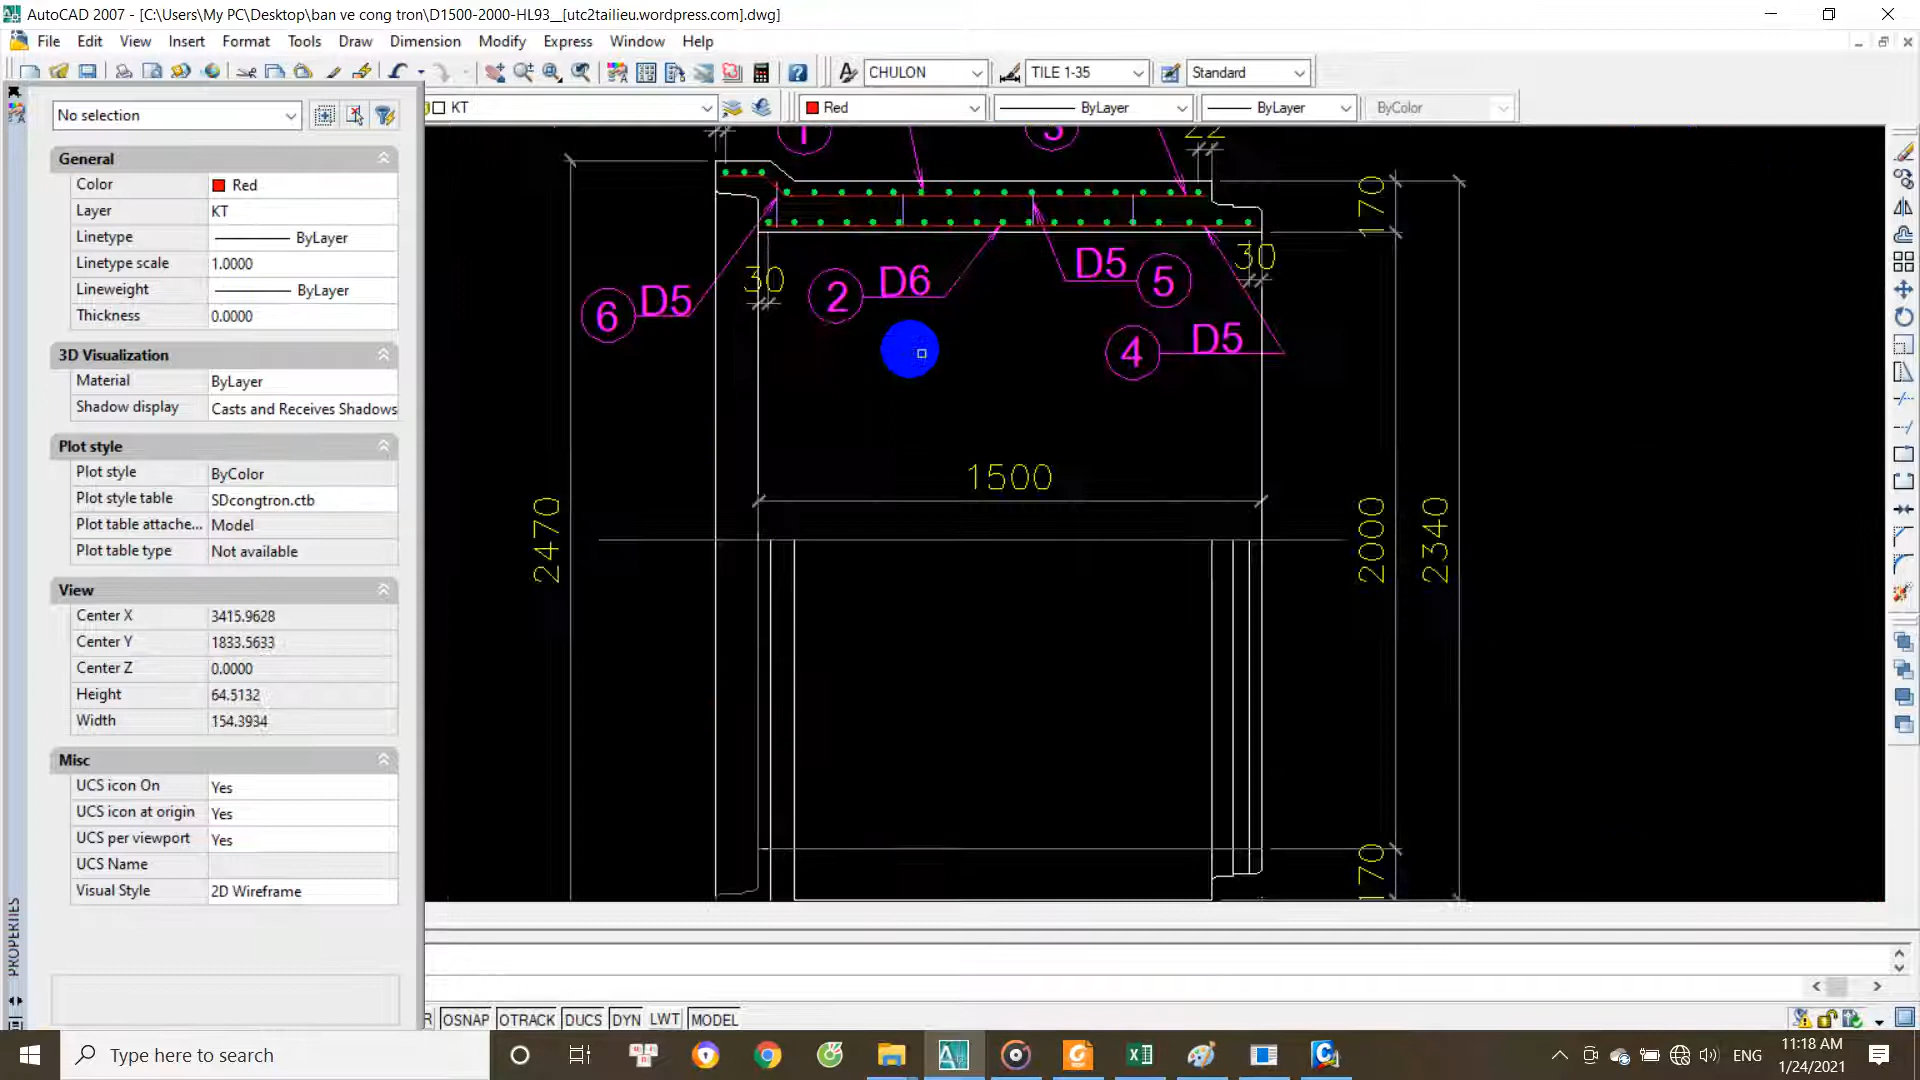 AutoCAD 2007 - [C:\Users\My PC\Desktop\ban ve cong tron\D1500-2000-HL93__[utc2tailieu.wordpress.com].dwg]
File Edit View Insert Format Tools Draw Dimension Modify Express Window Help
CHULON TILE 1-35 Standard
No selection KT Red ByLayer ByLayer ByColor
General
Color Red
Layer KT
Linetype ByLayer
Linetype scale 1.0000
Lineweight ByLayer
Thickness 0.0000
3D Visualization
Material ByLayer
Shadow display Casts and Receives Shadows
Plot style
Plot style ByColor
Plot style table SDcongtron.ctb
Plot table attache... Model
Plot table type Not available
View
Center X 3415.9628
Center Y 1833.5633
Center Z 0.0000
Height 64.5132
Width 154.3934
Misc
UCS icon On Yes
UCS icon at origin Yes
UCS per viewport Yes
UCS Name
Visual Style 2D Wireframe
PROPERTIES
1 3 22
170
30 2 D6 D5 5 30
6 D5
4 D5
1500
2470 2000 2340
170
R OSNAP OTRACK DUCS DYN LWT MODEL
Type here to search
ENG
11:18 AM
1/24/2021